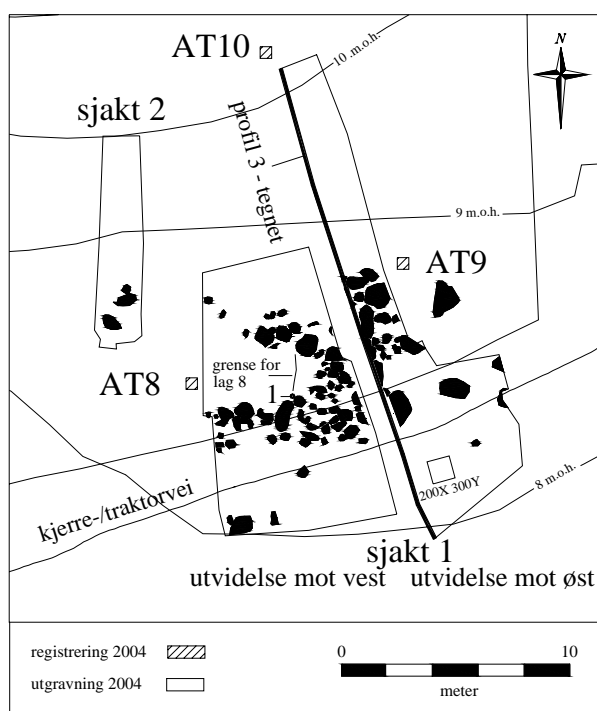 AT10
N
10 .m.o.h.
sjakt 2
profil 3 - tegnet
9 m.o.h.
AT9
grense for
lag 8
AT8
1
200X 300Y
8 m.o.h.
kjerre-/traktorvei
sjakt 1
utvidelse mot vest utvidelse mot øst
registrering 2004
utgravning 2004
0 10
meter